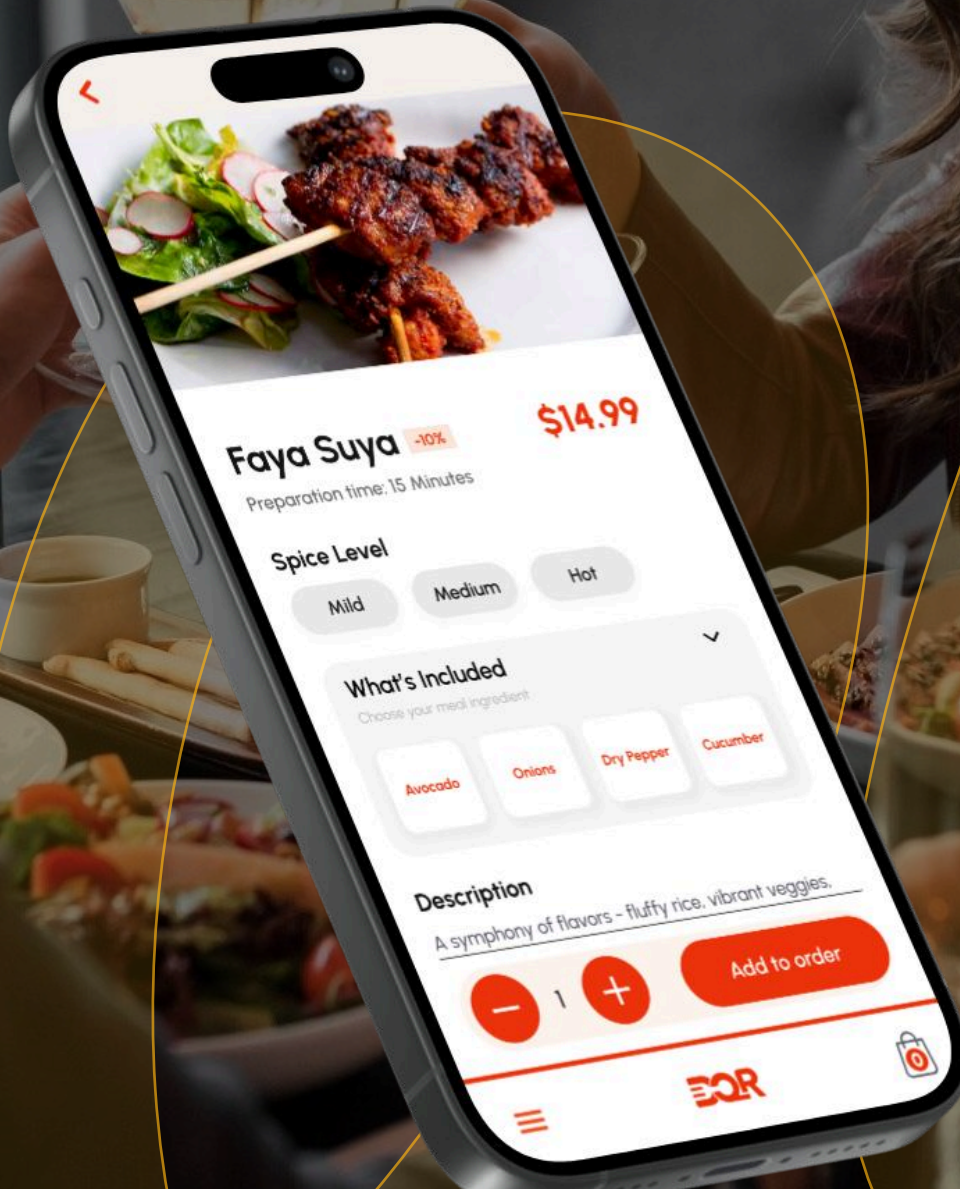 Faya Suya -10% $14.99
Preparation time: 15 Minutes
Spice Level
Mild Medium Hot
What's Included
Choose your meal ingredient
Avocado Onions Dry Pepper Cucumber
Description
A symphony of flavors - fluffy rice, vibrant veggies,
1 Add to order
EQR 0